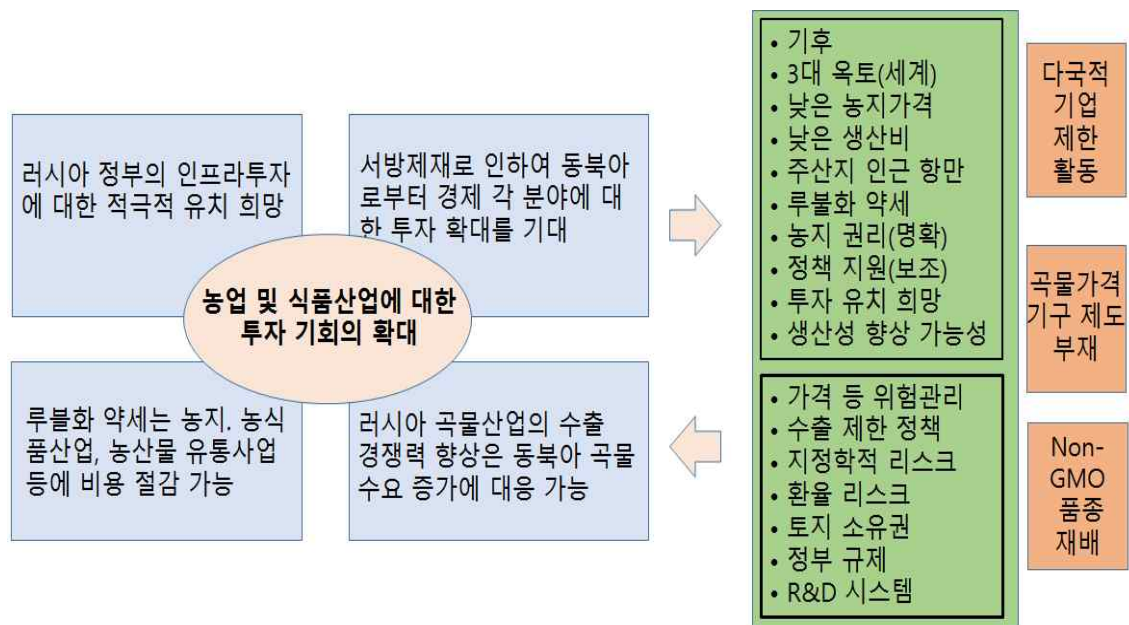 러시아 정부의 인프라투자
에 대한 적극적 유치 희망
서방제재로 인하여 동북아
로부터 경제 각 분야에 대
한 투자 확대를 기대
농업 및 식품산업에 대한
투자 기회의 확대
루블화 약세는 농지. 농식
품산업, 농산물 유통사업
등에 비용 절감 가능
러시아 곡물산업의 수출
경쟁력 향상은 동북아 곡물
수요 증가에 대응 가능
• 기후
• 3대 옥토(세계)
• 낮은 농지가격
• 낮은 생산비
• 주산지 인근 항만
• 루불화 약세
• 농지 권리(명확)
• 정책 지원(보조)
• 투자 유치 희망
• 생산성 향상 가능성
• 가격 등 위험관리
• 수출 제한 정책
• 지정학적 리스크
• 환율 리스크
• 토지 소유권
• 정부 규제
• R&D 시스템
다국적
기업
제한
활동
곡물가격
기구 제도
부재
Non-
GMO
품종
재배